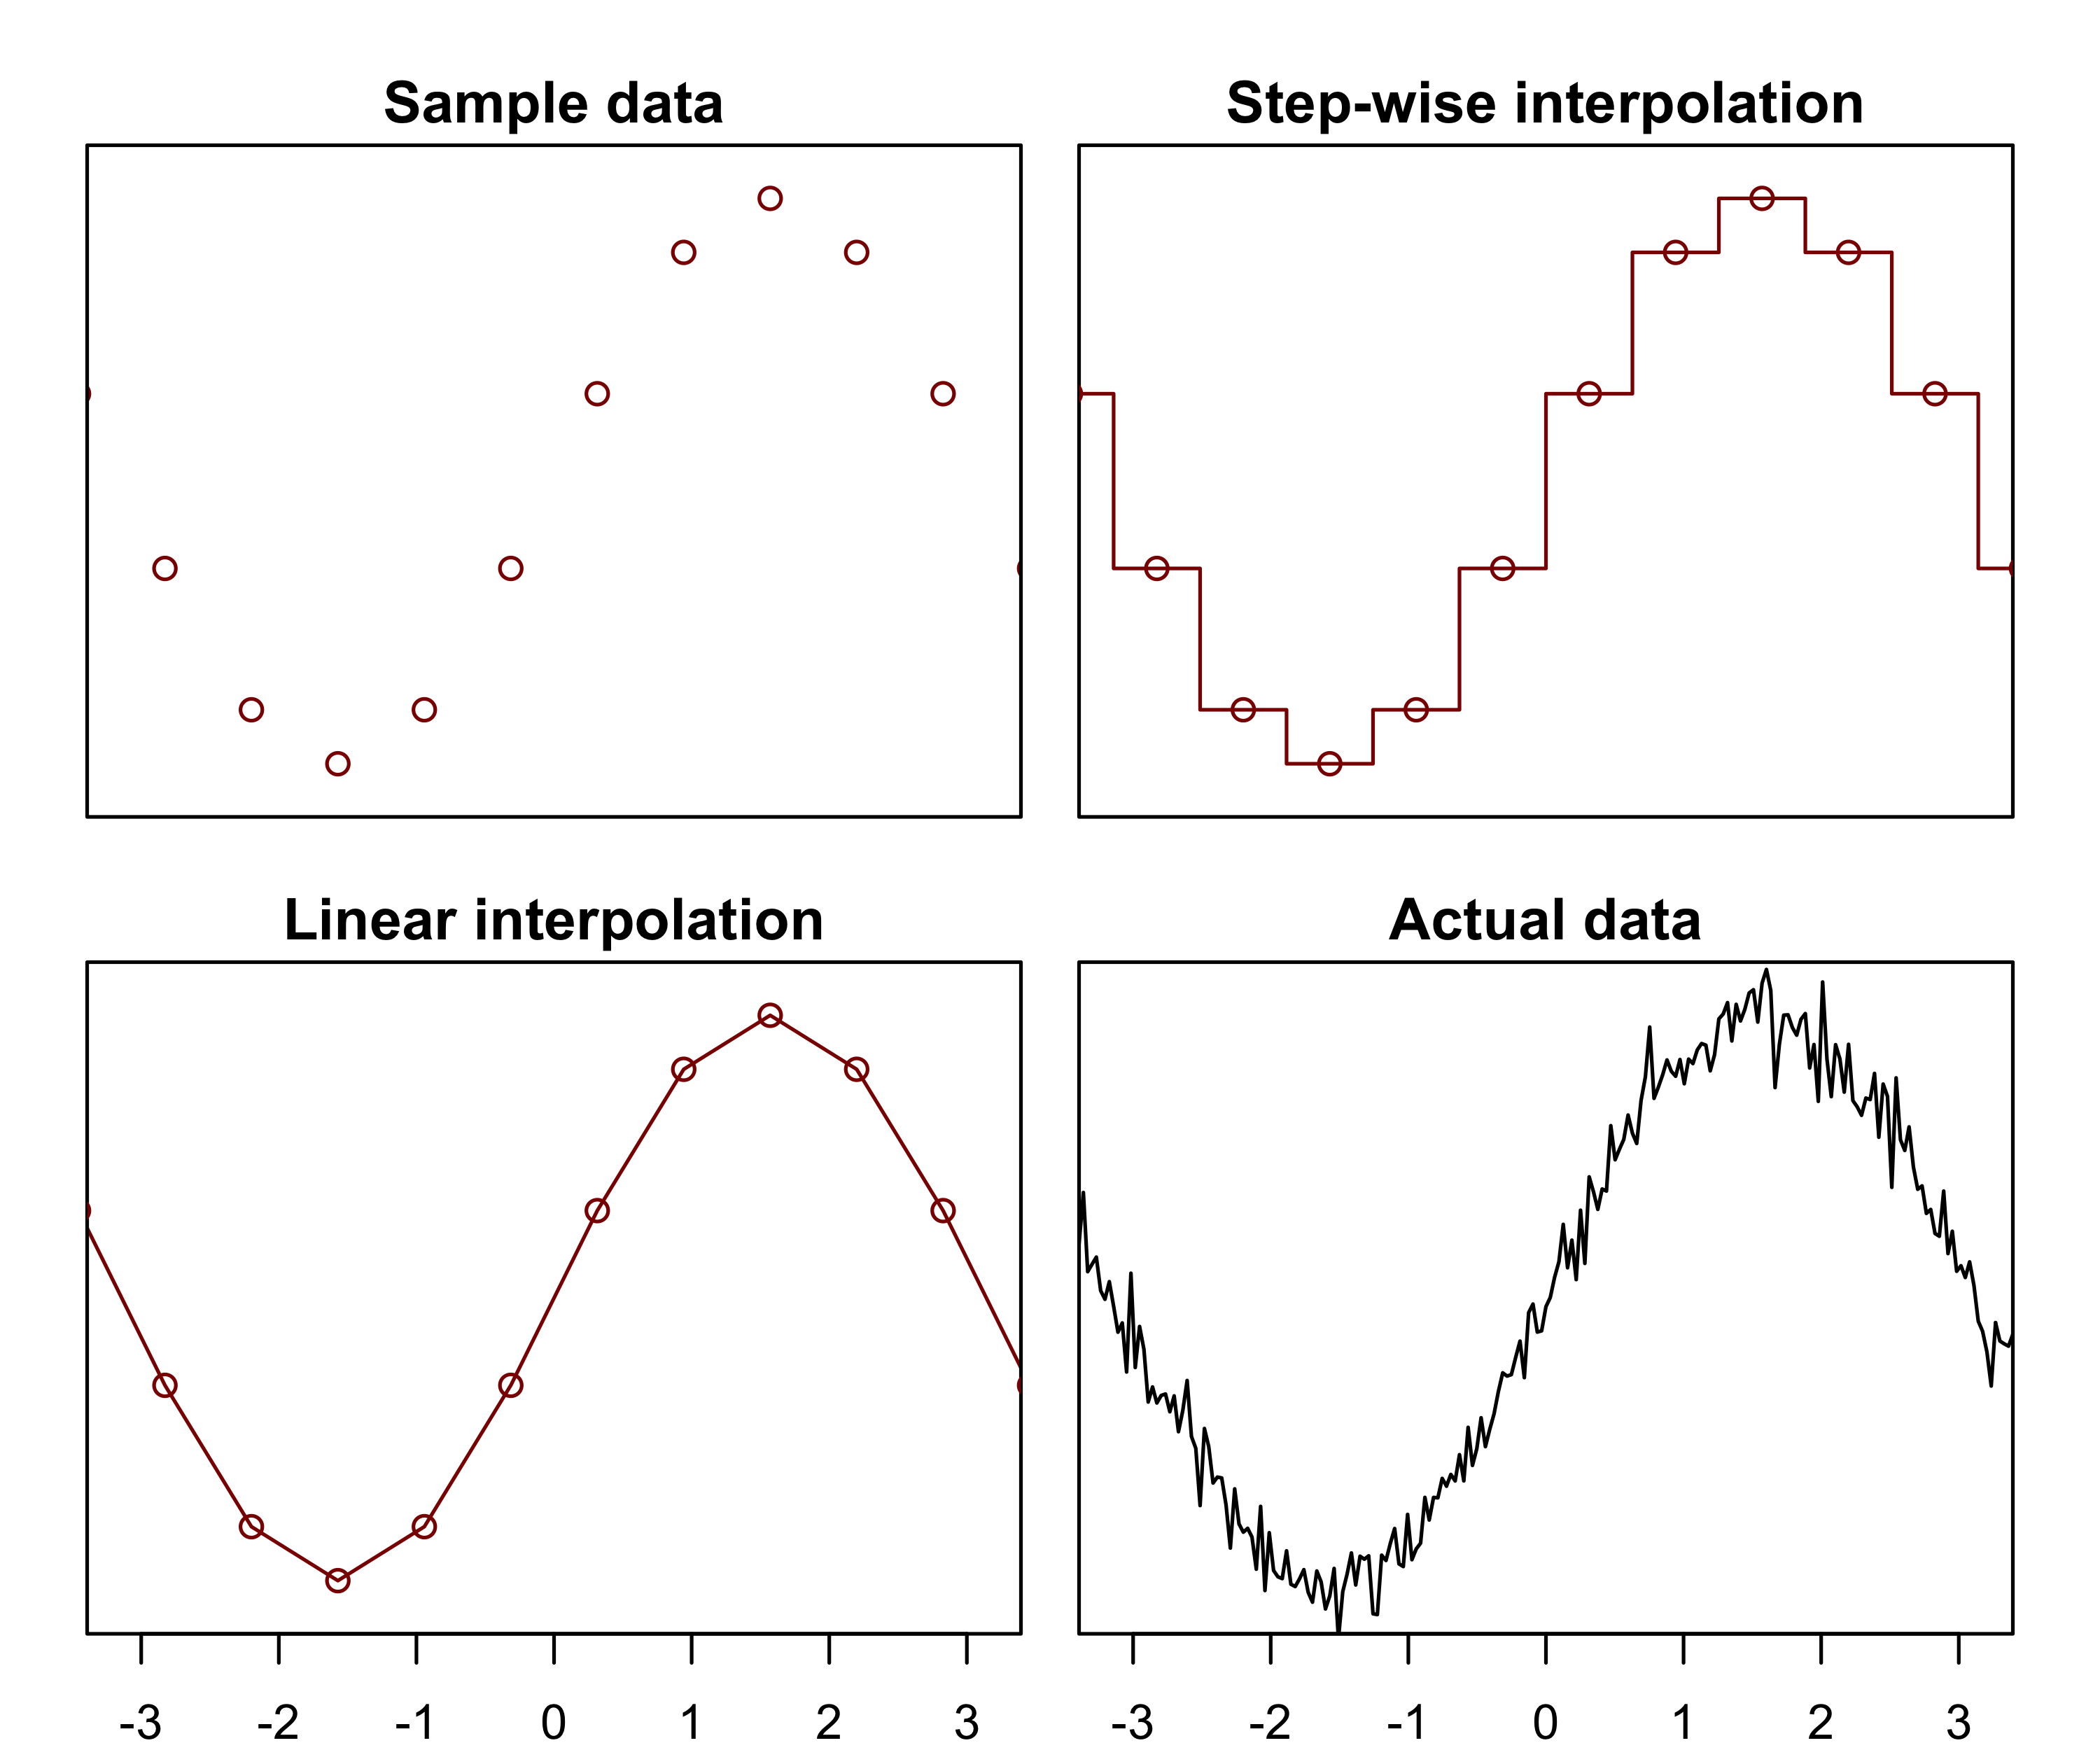 Sample data
Step-wise interpolation
Linear interpolation
Actual data
-3 -2 -1 0 1 2 3
-3 -2 -1 0 1 2 3